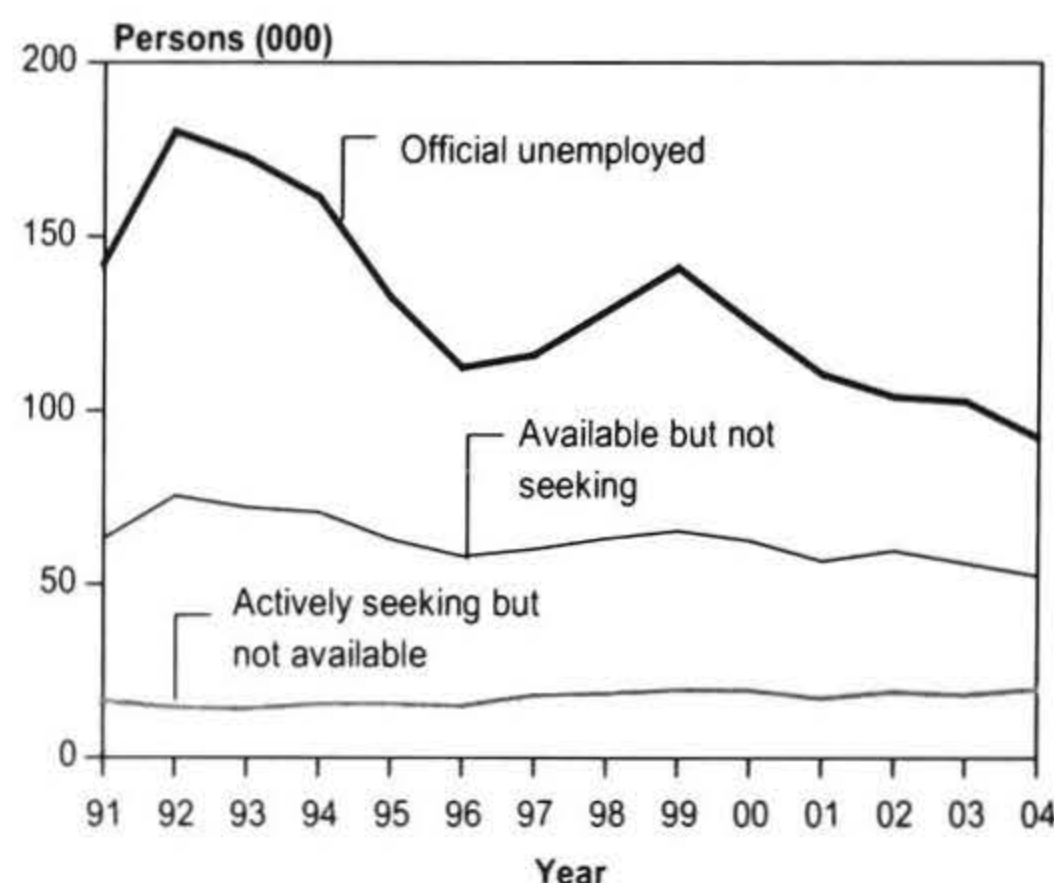 Persons (000)
200
Official unemployed
150
100
Available but not
seeking
50
Actively seeking but
not available
0
91 92 93 94 95 96 97 98 99 00 01 02 03 04
Year